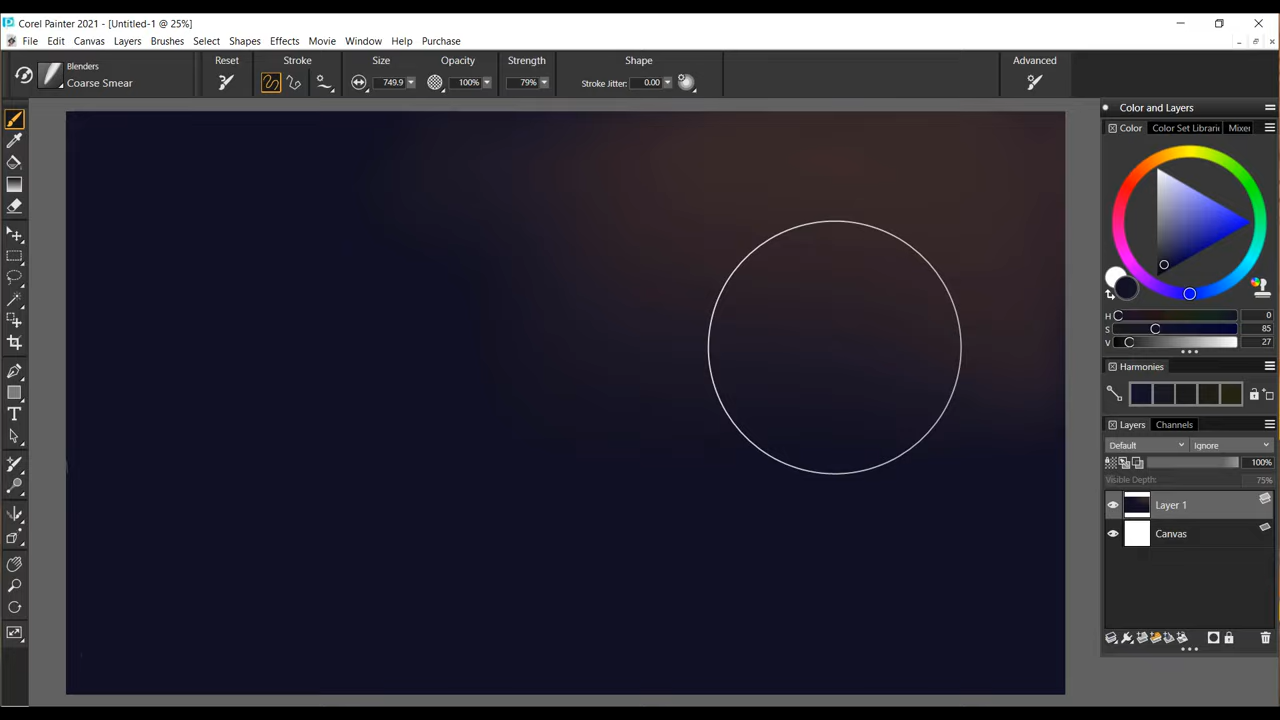 Corel Painter 2021 - [Untitled-1 @ 25%]
File Edit Canvas Layers Brushes Select Shapes Effects Movie Window Help Purchase
Blenders
Coarse Smear
Reset
Stroke
Size
749.9
Opacity
100%
Strength
79%
Shape
Stroke Jitter: 0.00
Advanced
Color and Layers
Color Color Set Librari Mixer
H 0
S 85
V 27
Harmonies
Layers Channels
Default Ignore
100%
Visible Depth: 75%
Layer 1
Canvas
T